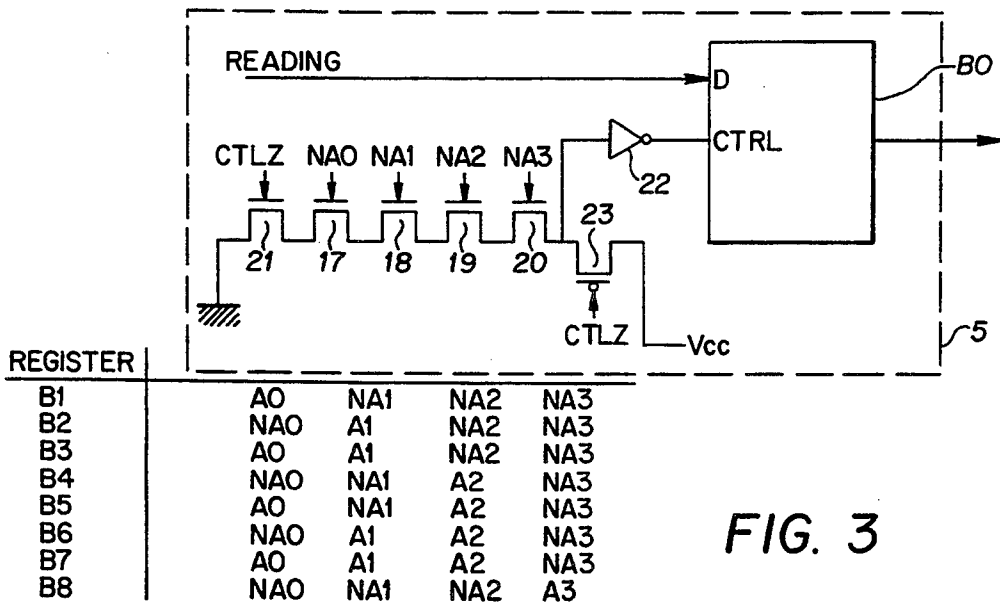 READING
D
B0
CTRL
CTLZ NA0 NA1 NA2 NA3
22
23
21 17 18 19 20
CTLZ
Vcc
5
REGISTER
B1 A0 NA1 NA2 NA3
B2 NA0 A1 NA2 NA3
B3 A0 A1 NA2 NA3
B4 NA0 NA1 A2 NA3
B5 A0 NA1 A2 NA3
B6 NA0 A1 A2 NA3
B7 A0 A1 A2 NA3
B8 NA0 NA1 NA2 A3
FIG. 3